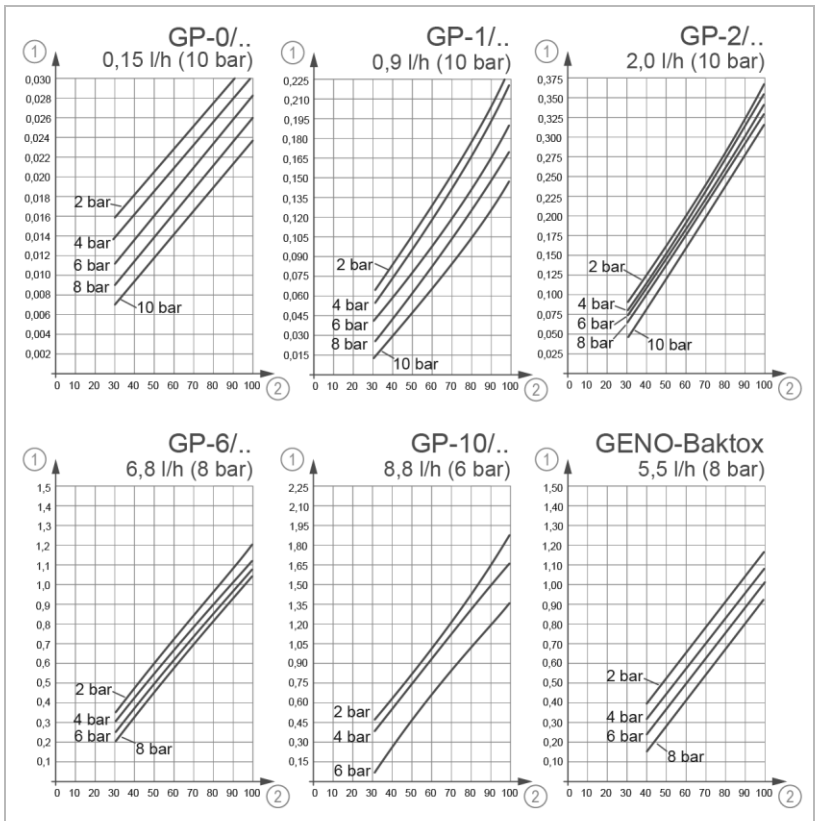 GP-0/..
0,15 l/h (10 bar)
①
0,030
0,028
0,026
0,024
0,022
0,020
0,018
0,016
0,014
0,012
0,010
0,008
0,006
0,004
0,002
2 bar
4 bar
6 bar
8 bar
10 bar
0 10 20 30 40 50 60 70 80 90 100
②
GP-1/..
0,9 l/h (10 bar)
①
0,225
0,210
0,195
0,180
0,165
0,150
0,135
0,120
0,105
0,090
0,075
0,060
0,045
0,030
0,015
2 bar
4 bar
6 bar
8 bar
10 bar
0 10 20 30 40 50 60 70 80 90 100
②
GP-2/..
2,0 l/h (10 bar)
①
0,375
0,350
0,325
0,300
0,275
0,250
0,225
0,200
0,175
0,150
0,125
0,100
0,075
0,050
0,025
2 bar
4 bar
6 bar
8 bar
10 bar
0 10 20 30 40 50 60 70 80 90 100
②
GP-6/..
6,8 l/h (8 bar)
①
1,5
1,4
1,3
1,2
1,1
1,0
0,9
0,8
0,7
0,6
0,5
0,4
0,3
0,2
0,1
2 bar
4 bar
6 bar
8 bar
0 10 20 30 40 50 60 70 80 90 100
②
GP-10/..
8,8 l/h (6 bar)
①
2,25
2,10
1,95
1,80
1,65
1,50
1,35
1,20
1,05
0,90
0,75
0,60
0,45
0,30
0,15
2 bar
4 bar
6 bar
0 10 20 30 40 50 60 70 80 90 100
②
GENO-Baktox
5,5 l/h (8 bar)
①
1,50
1,40
1,30
1,20
1,10
1,00
0,90
0,80
0,70
0,60
0,50
0,40
0,30
0,20
0,10
2 bar
4 bar
6 bar
8 bar
0 10 20 30 40 50 60 70 80 90 100
②